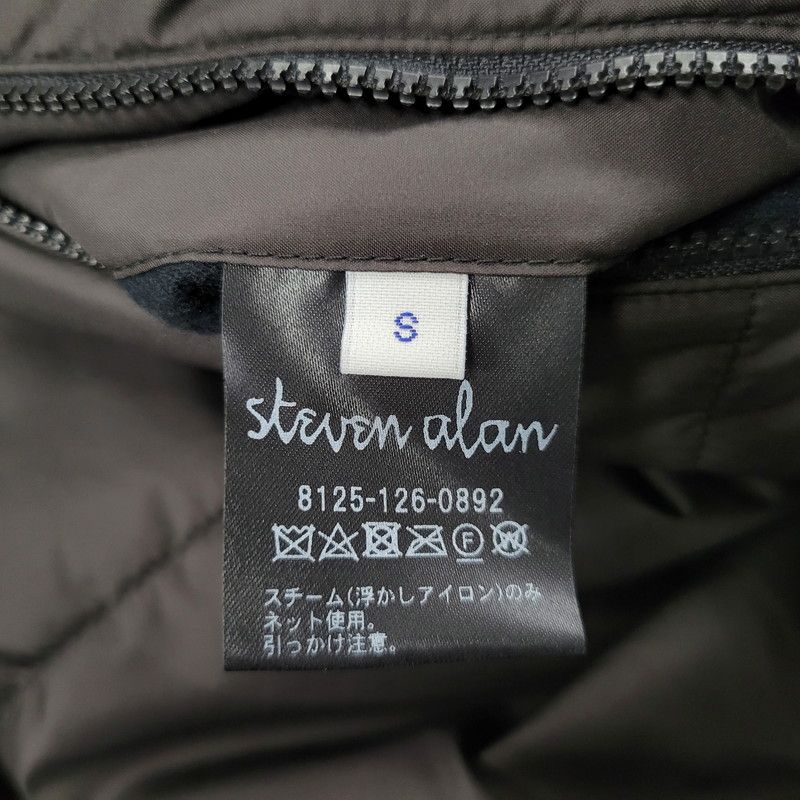 S
steven alan
8125-126-0892
F W
スチーム(浮かしアイロン)のみ
ネット使用。
引っかけ注意。